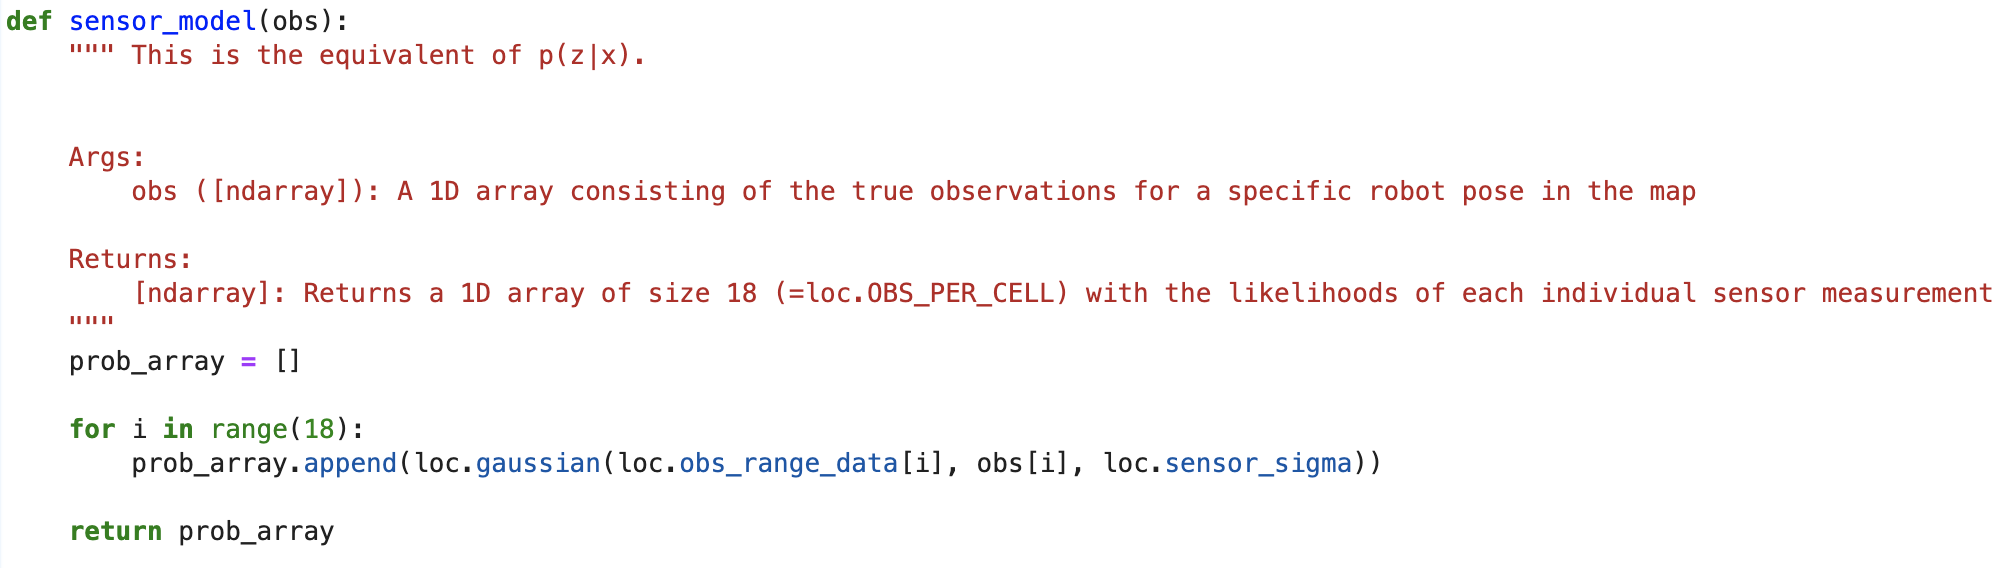 def sensor_model(obs):
    """ This is the equivalent of p(z|x).
    Args:
        obs ([ndarray]): A 1D array consisting of the true observations for a specific robot pose in the map
    Returns:
        [ndarray]: Returns a 1D array of size 18 (=loc.OBS_PER_CELL) with the likelihoods of each individual sensor measurement
    """
    prob_array = []
    for i in range(18):
        prob_array.append(loc.gaussian(loc.obs_range_data[i], obs[i], loc.sensor_sigma))
    return prob_array